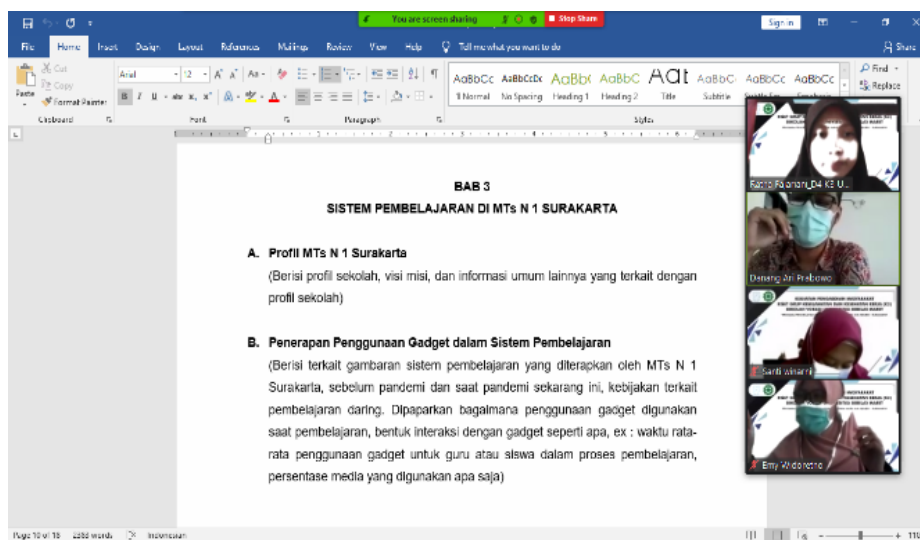 You are screen sharing
Stop Share
Sign in
File Home Insert Design Layout References Mailings Review View Help Tell me what you want to do Share
Cut
Copy
Format Painter
Paste
Arial 12
AaBbCc AaBbCcDc AaBbC AaBbC AaB AaBbC AaBbCc AaBbCc
1 Normal No Spacing Heading 1 Heading 2 Title Subtitle
Find
Replace
Clipboard Font Paragraph Styles
BAB 3
SISTEM PEMBELAJARAN DI MTs N 1 SURAKARTA
A. Profil MTs N 1 Surakarta
(Berisi profil sekolah, visi misi, dan informasi umum lainnya yang terkait dengan
profil sekolah)
B. Penerapan Penggunaan Gadget dalam Sistem Pembelajaran
(Berisi terkait gambaran sistem pembelajaran yang diterapkan oleh MTs N 1
Surakarta, sebelum pandemi dan saat pandemi sekarang ini, kebijakan terkait
pembelajaran daring. Dipaparkan bagaimana penggunaan gadget digunakan
saat pembelajaran, bentuk interaksi dengan gadget seperti apa, ex : waktu rata-
rata penggunaan gadget untuk guru atau siswa dalam proses pembelajaran,
persentase media yang digunakan apa saja)
Danang Ari Prabowo
Santi winarni
Emy Widoretno
Page 10 of 18 words Indonesian